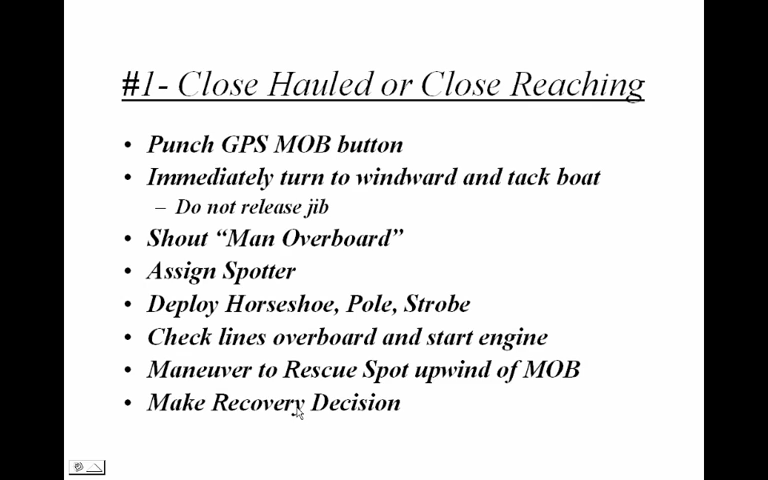 #1- Close Hauled or Close Reaching
• Punch GPS MOB button
• Immediately turn to windward and tack boat
– Do not release jib
• Shout “Man Overboard”
• Assign Spotter
• Deploy Horseshoe, Pole, Strobe
• Check lines overboard and start engine
• Maneuver to Rescue Spot upwind of MOB
• Make Recovery Decision